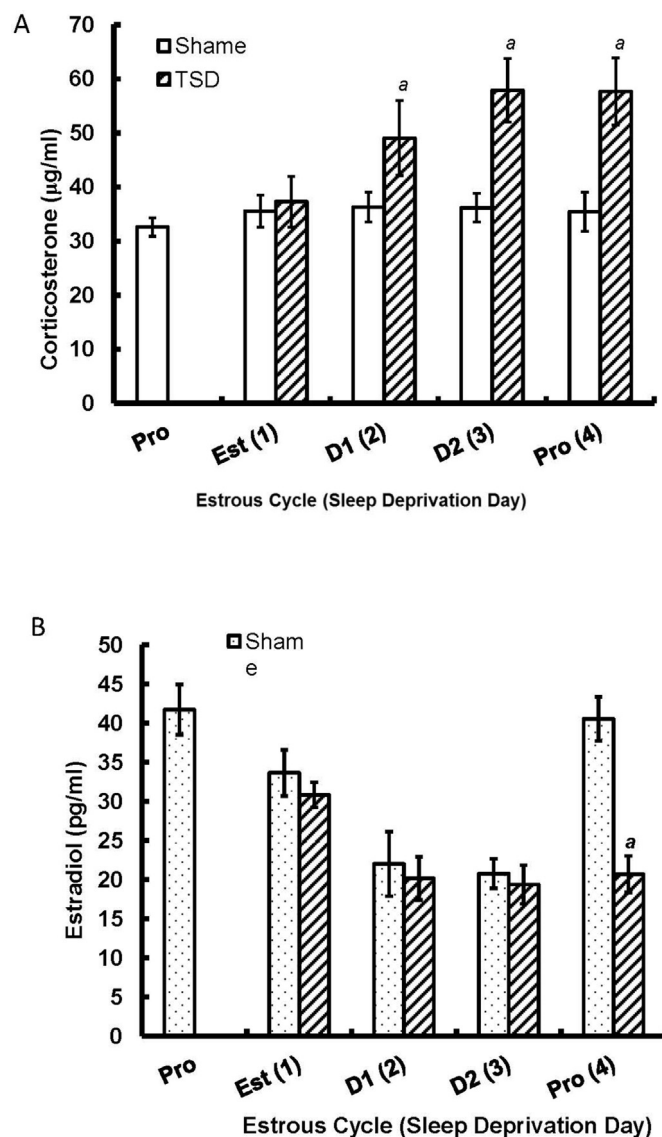 A
70
60
50
40
30
20
10
0
Corticosterone (µg/ml)
Shame
TSD
a
a
a
Pro
Est (1)
D1 (2)
D2 (3)
Pro (4)
Estrous Cycle (Sleep Deprivation Day)
B
50
45
40
35
30
25
20
15
10
5
0
Estradiol (pg/ml)
Sham
e
a
Pro
Est (1)
D1 (2)
D2 (3)
Pro (4)
Estrous Cycle (Sleep Deprivation Day)